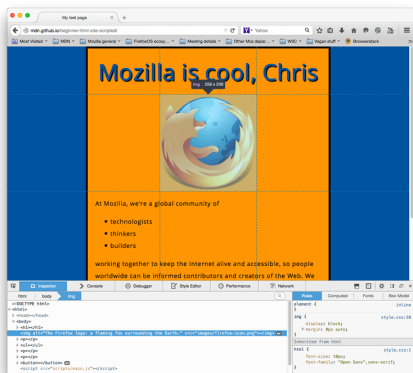 My test page
mdn.github.io/beginner-html-site-scripted/
Yahoo
Most Visited
MDN
Mozilla general
FirefoxOS ecosy...
Meeting details
Other Moz depar...
WSC
Vegan stuff
Browserstack
Mozilla is cool, Chris
img 256 x 256
At Mozilla, we're a global community of
technologists
thinkers
builders
working together to keep the Internet alive and accessible, so people
worldwide can be informed contributors and creators of the Web. We
Inspector Console Debugger Style Editor Performance Network
html body img
Rules Computed Fonts Box Model
<!DOCTYPE html>
<html>
<head></head>
<body>
<h1></h1>
<img alt="The Firefox logo: a flaming fox surrounding the Earth." src="images/firefox-icon.png"></img>
<p></p>
<ul></ul>
<p></p>
<p></p>
<button></button>
<script src="scripts/main.js"></script>
element { inline
}
img { style.css:30
display: block;
margin: 0px auto;
}
Inherited from html
html { style.css:1
font-size: 10px;
font-family: "Open Sans",sans-serif;
}